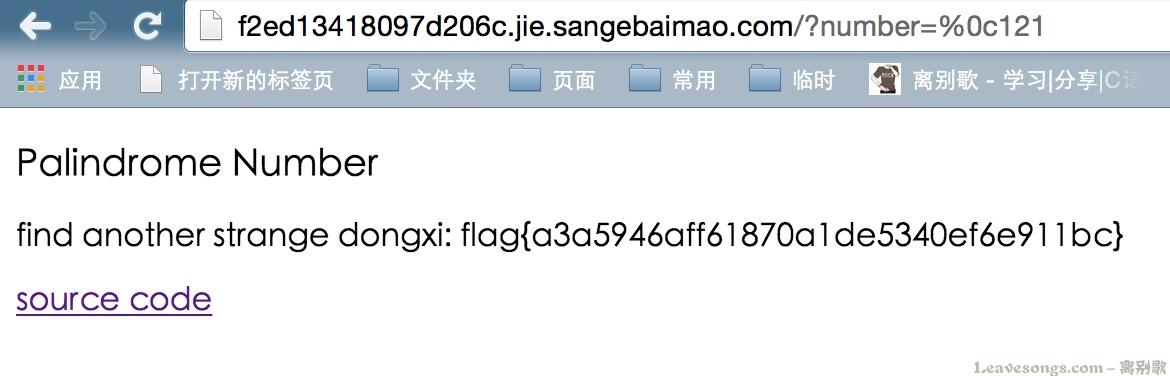 f2ed13418097d206c.jie.sangebaimao.com/?number=%0c121
应用 打开新的标签页 文件夹 页面 常用 临时 离别歌 - 学习|分享|C语
Palindrome Number
find another strange dongxi: flag{a3a5946aff61870a1de5340ef6e911bc}
source code
Leavesongs.com - 离别歌